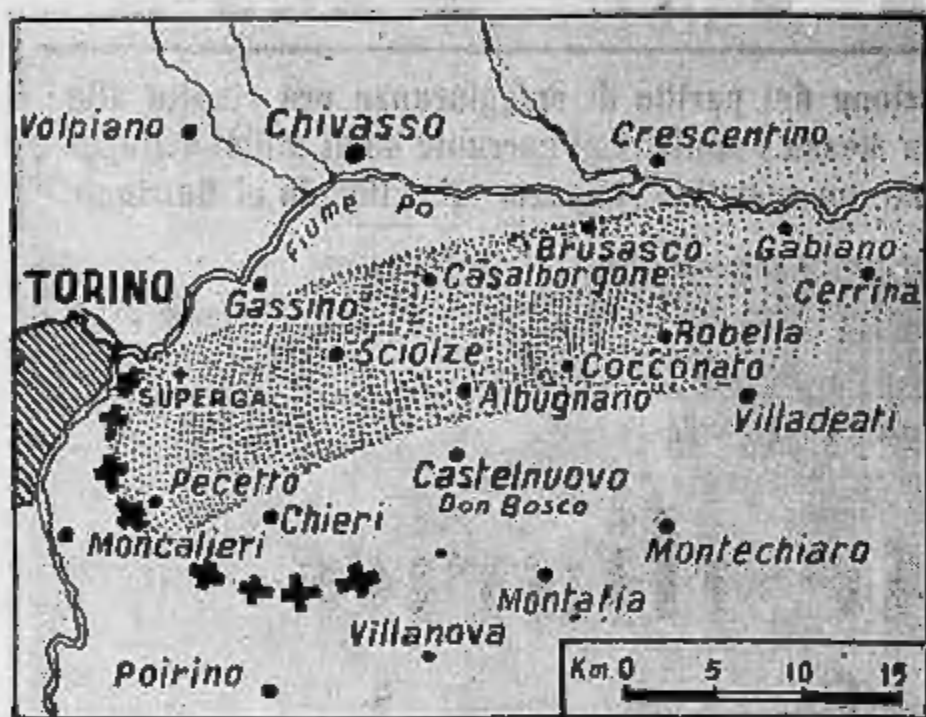 Volpiano
Chivasso
Crescentino
Fiume Po
Brusasco
Gabiano
TORINO
Gassino
Casalborgone
Cerrina
Robella
Sciolze
Cocconato
SUPERGA
Albugnano
Villadeati
Pecetto
Castelnuovo
Don Bosco
Chieri
Moncalieri
Montechiaro
Montafia
Villanova
Poirino
Km. 0 5 10 15